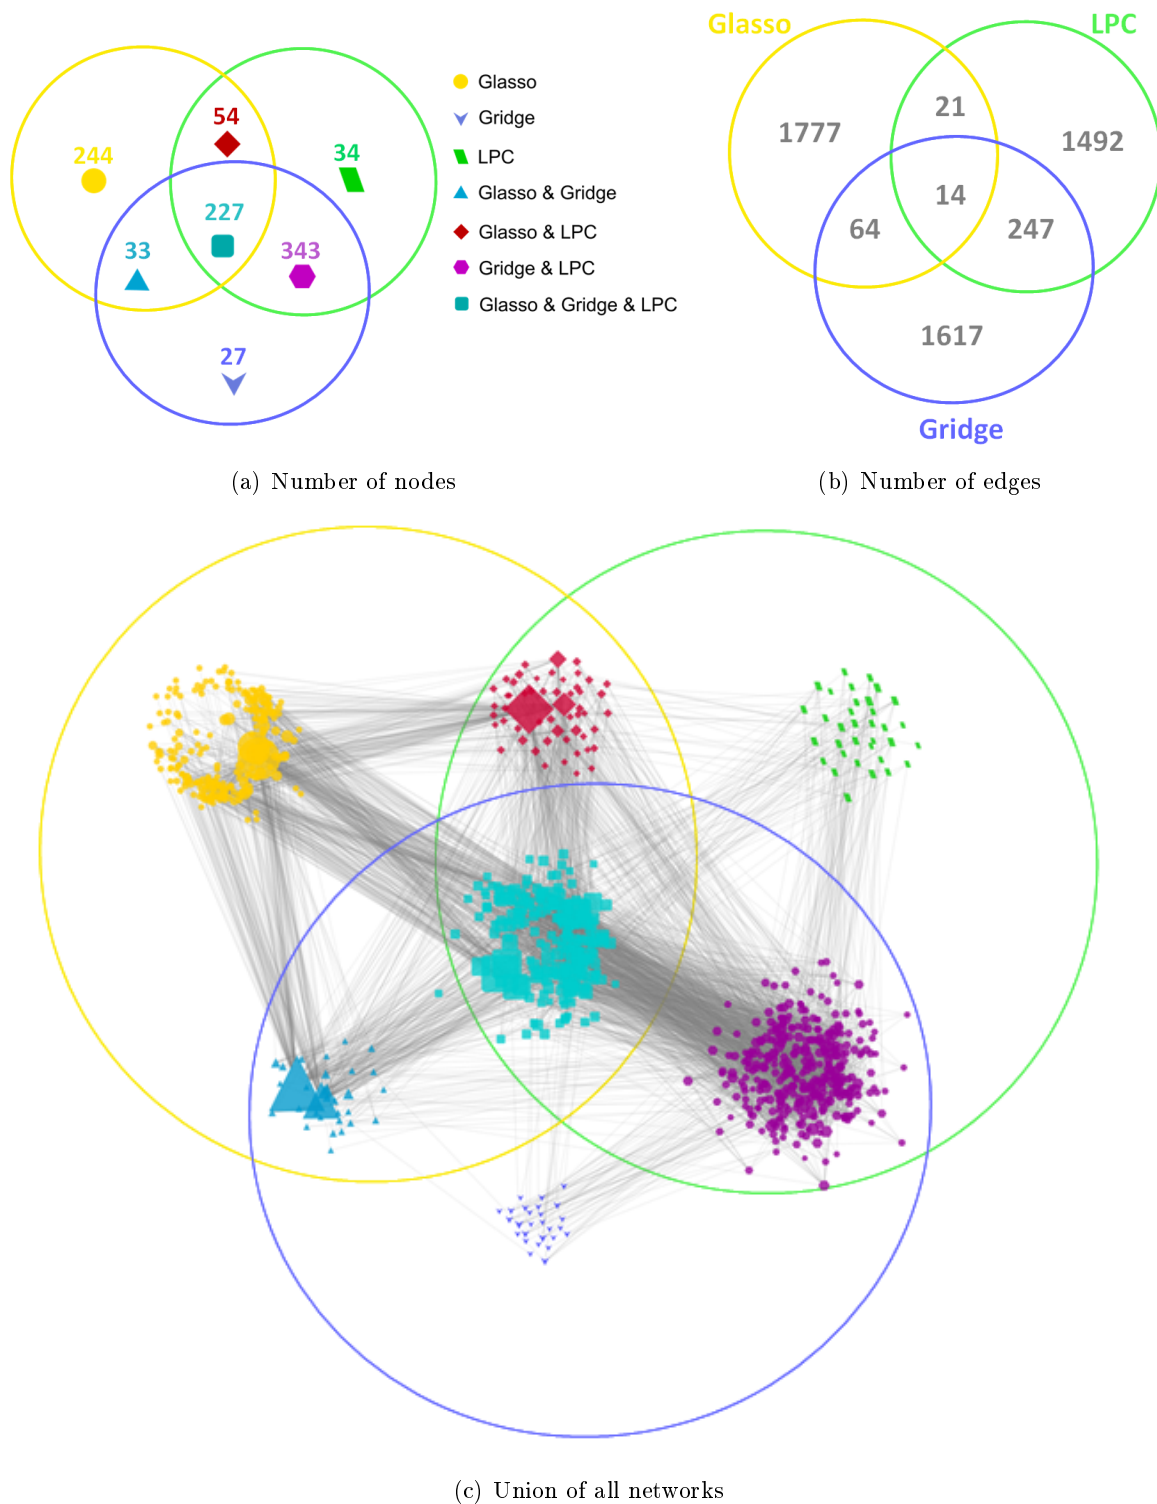 54
244
34
227
33
343
27
Glasso
Gridge
LPC
Glasso & Gridge
Glasso & LPC
Gridge & LPC
Glasso & Gridge & LPC
(a) Number of nodes
Glasso
LPC
21
1777
1492
14
64
247
1617
Gridge
(b) Number of edges
(c) Union of all networks